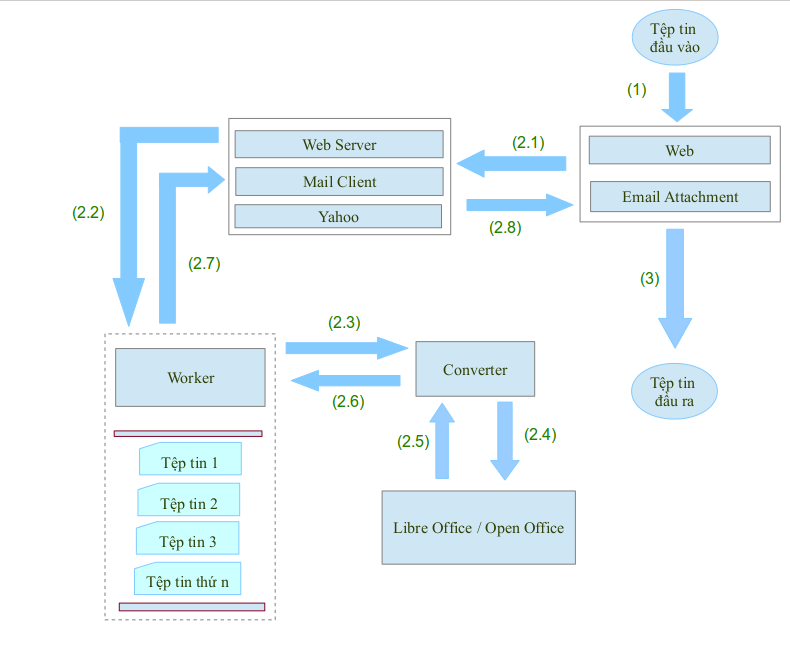 Tệp tin
đầu vào
(1)
Web Server
Mail Client
Yahoo
(2.1)
(2.8)
Web
Email Attachment
(2.2)
(2.7)
(3)
(2.3)
(2.6)
Worker
Converter
Tệp tin
đầu ra
(2.5)
(2.4)
Tệp tin 1
Tệp tin 2
Tệp tin 3
Tệp tin thứ n
Libre Office / Open Office